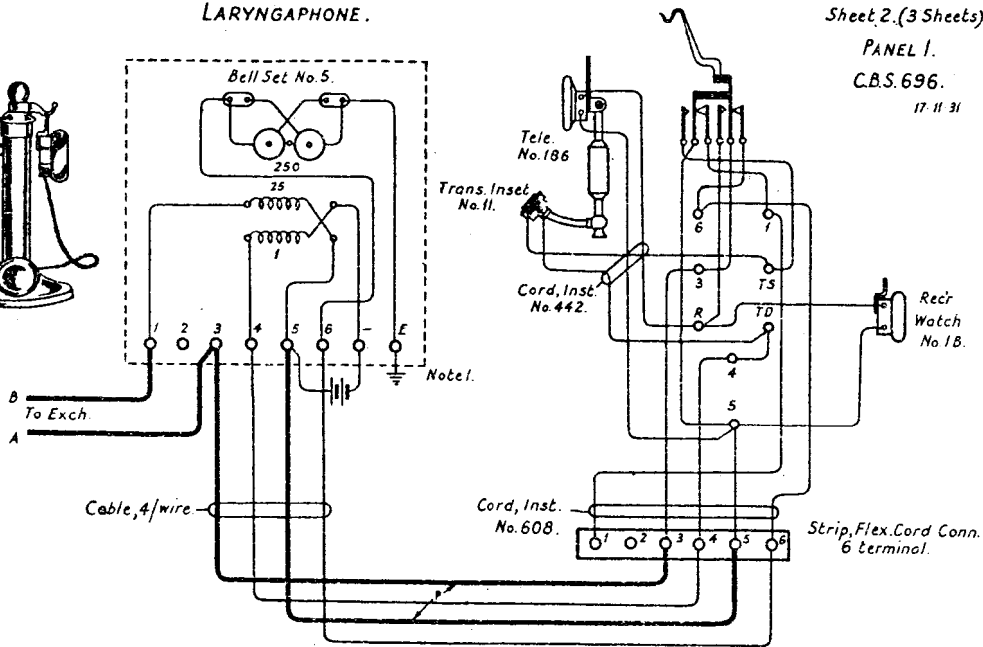 LARYNGAPHONE.
Sheet 2. (3 Sheets)
PANEL 1.
C.B.S. 696.
17·11·31
Bell Set No. 5.
250
25
1
1 2 3 4 5 6 – E
Note 1.
B
To Exch.
A
Cable, 4/wire.
Tele.
No. 186
Trans. Inset
No. 11.
Cord, Inst.
No. 442.
6 1
3 TS
R TD
4
5
Rec'r
Watch
No 1B.
Cord, Inst.
No. 608.
1 2 3 4 5 6
Strip, Flex. Cord Conn.
6 terminal.
P